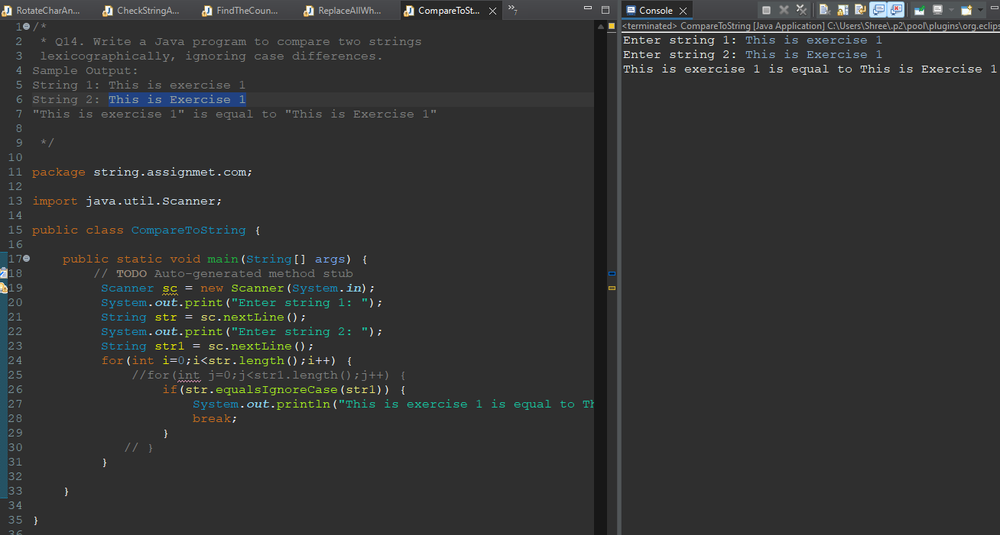 RotateCharAn... CheckStringA... FindTheCoun... ReplaceAllWh... CompareToSt... »7
1 /*
2 * Q14. Write a Java program to compare two strings
3 lexicographically, ignoring case differences.
4 Sample Output:
5 String 1: This is exercise 1
6 String 2: This is Exercise 1
7 "This is exercise 1" is equal to "This is Exercise 1"
8
9 */
10
11 package string.assignmet.com;
12
13 import java.util.Scanner;
14
15 public class CompareToString {
16
17 public static void main(String[] args) {
18 // TODO Auto-generated method stub
19 Scanner sc = new Scanner(System.in);
20 System.out.print("Enter string 1: ");
21 String str = sc.nextLine();
22 System.out.print("Enter string 2: ");
23 String str1 = sc.nextLine();
24 for(int i=0;i<str.length();i++) {
25 //for(int j=0;j<str1.length();j++) {
26 if(str.equalsIgnoreCase(str1)) {
27 System.out.println("This is exercise 1 is equal to Th
28 break;
29 }
30 // }
31 }
32
33 }
34
35 }
36
Console
<terminated> CompareToString [Java Application] C:\Users\Shree\.p2\pool\plugins\org.eclips
Enter string 1: This is exercise 1
Enter string 2: This is Exercise 1
This is exercise 1 is equal to This is Exercise 1